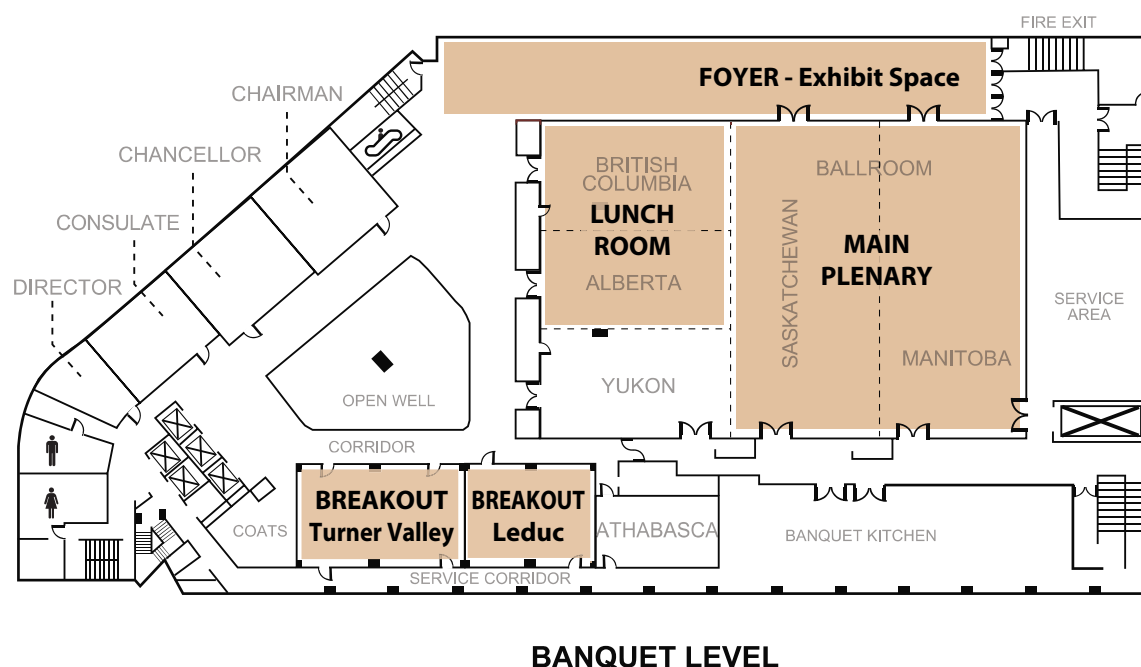 FIRE EXIT
FOYER - Exhibit Space
CHAIRMAN
CHANCELLOR
CONSULATE
DIRECTOR
BRITISH
COLUMBIA
LUNCH
ROOM
ALBERTA
BALLROOM
SASKATCHEWAN
MAIN
PLENARY
MANITOBA
SERVICE
AREA
YUKON
OPEN WELL
CORRIDOR
BREAKOUT
Turner Valley
BREAKOUT
Leduc
COATS
ATHABASCA
BANQUET KITCHEN
SERVICE CORRIDOR
BANQUET LEVEL